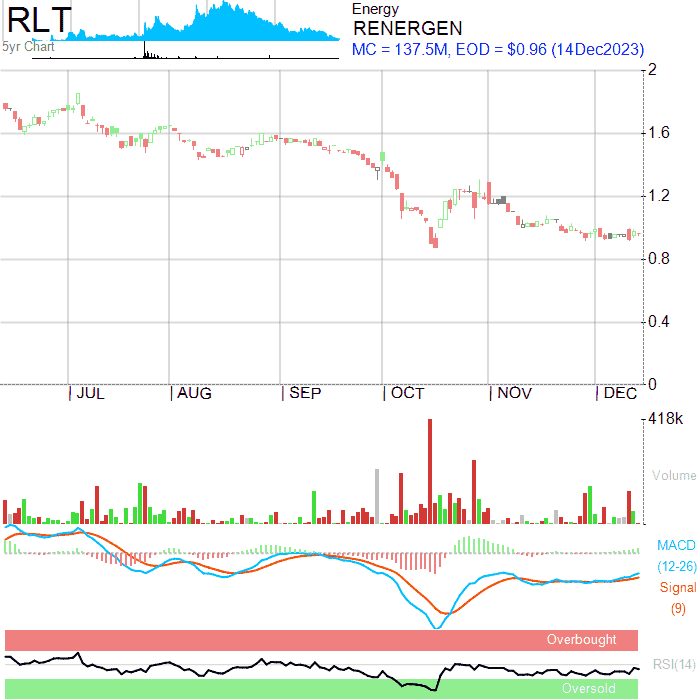 RLT
5yr Chart
Energy
RENERGEN
MC = 137.5M, EOD = $0.96 (14Dec2023)
2
1.6
1.2
0.8
0.4
0
JUL AUG SEP OCT NOV DEC
418k
Volume
MACD
(12-26)
Signal
(9)
Overbought
RSI(14)
Oversold